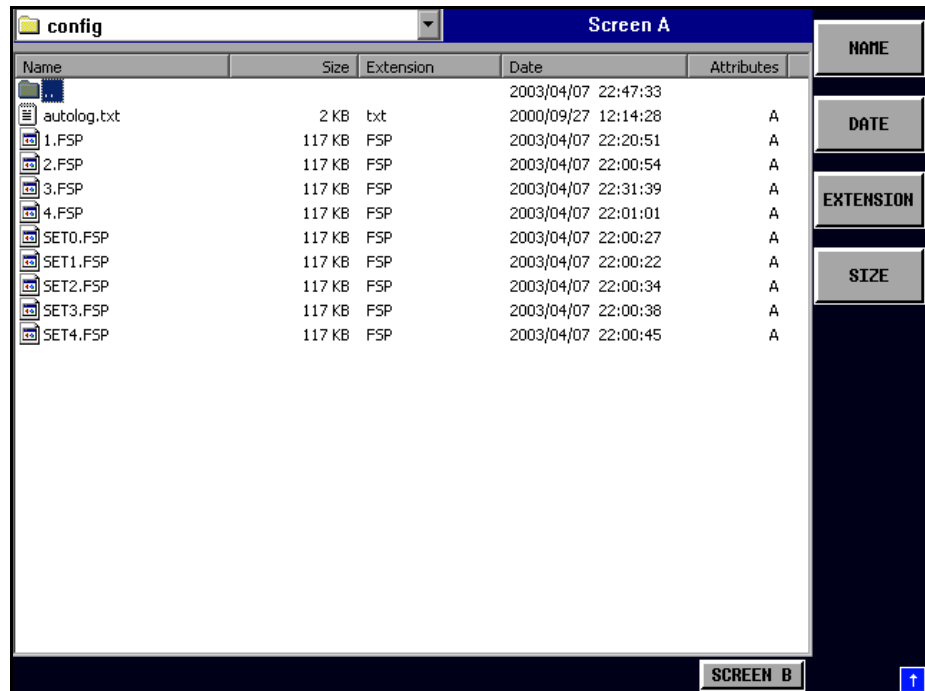 config Screen A
NAME
Name Size Extension Date Attributes
.. 2003/04/07 22:47:33
autolog.txt 2 KB txt 2000/09/27 12:14:28 A
DATE
1.FSP 117 KB FSP 2003/04/07 22:20:51 A
2.FSP 117 KB FSP 2003/04/07 22:00:54 A
3.FSP 117 KB FSP 2003/04/07 22:31:39 A
EXTENSION
4.FSP 117 KB FSP 2003/04/07 22:01:01 A
SET0.FSP 117 KB FSP 2003/04/07 22:00:27 A
SET1.FSP 117 KB FSP 2003/04/07 22:00:22 A
SIZE
SET2.FSP 117 KB FSP 2003/04/07 22:00:34 A
SET3.FSP 117 KB FSP 2003/04/07 22:00:38 A
SET4.FSP 117 KB FSP 2003/04/07 22:00:45 A
SCREEN B